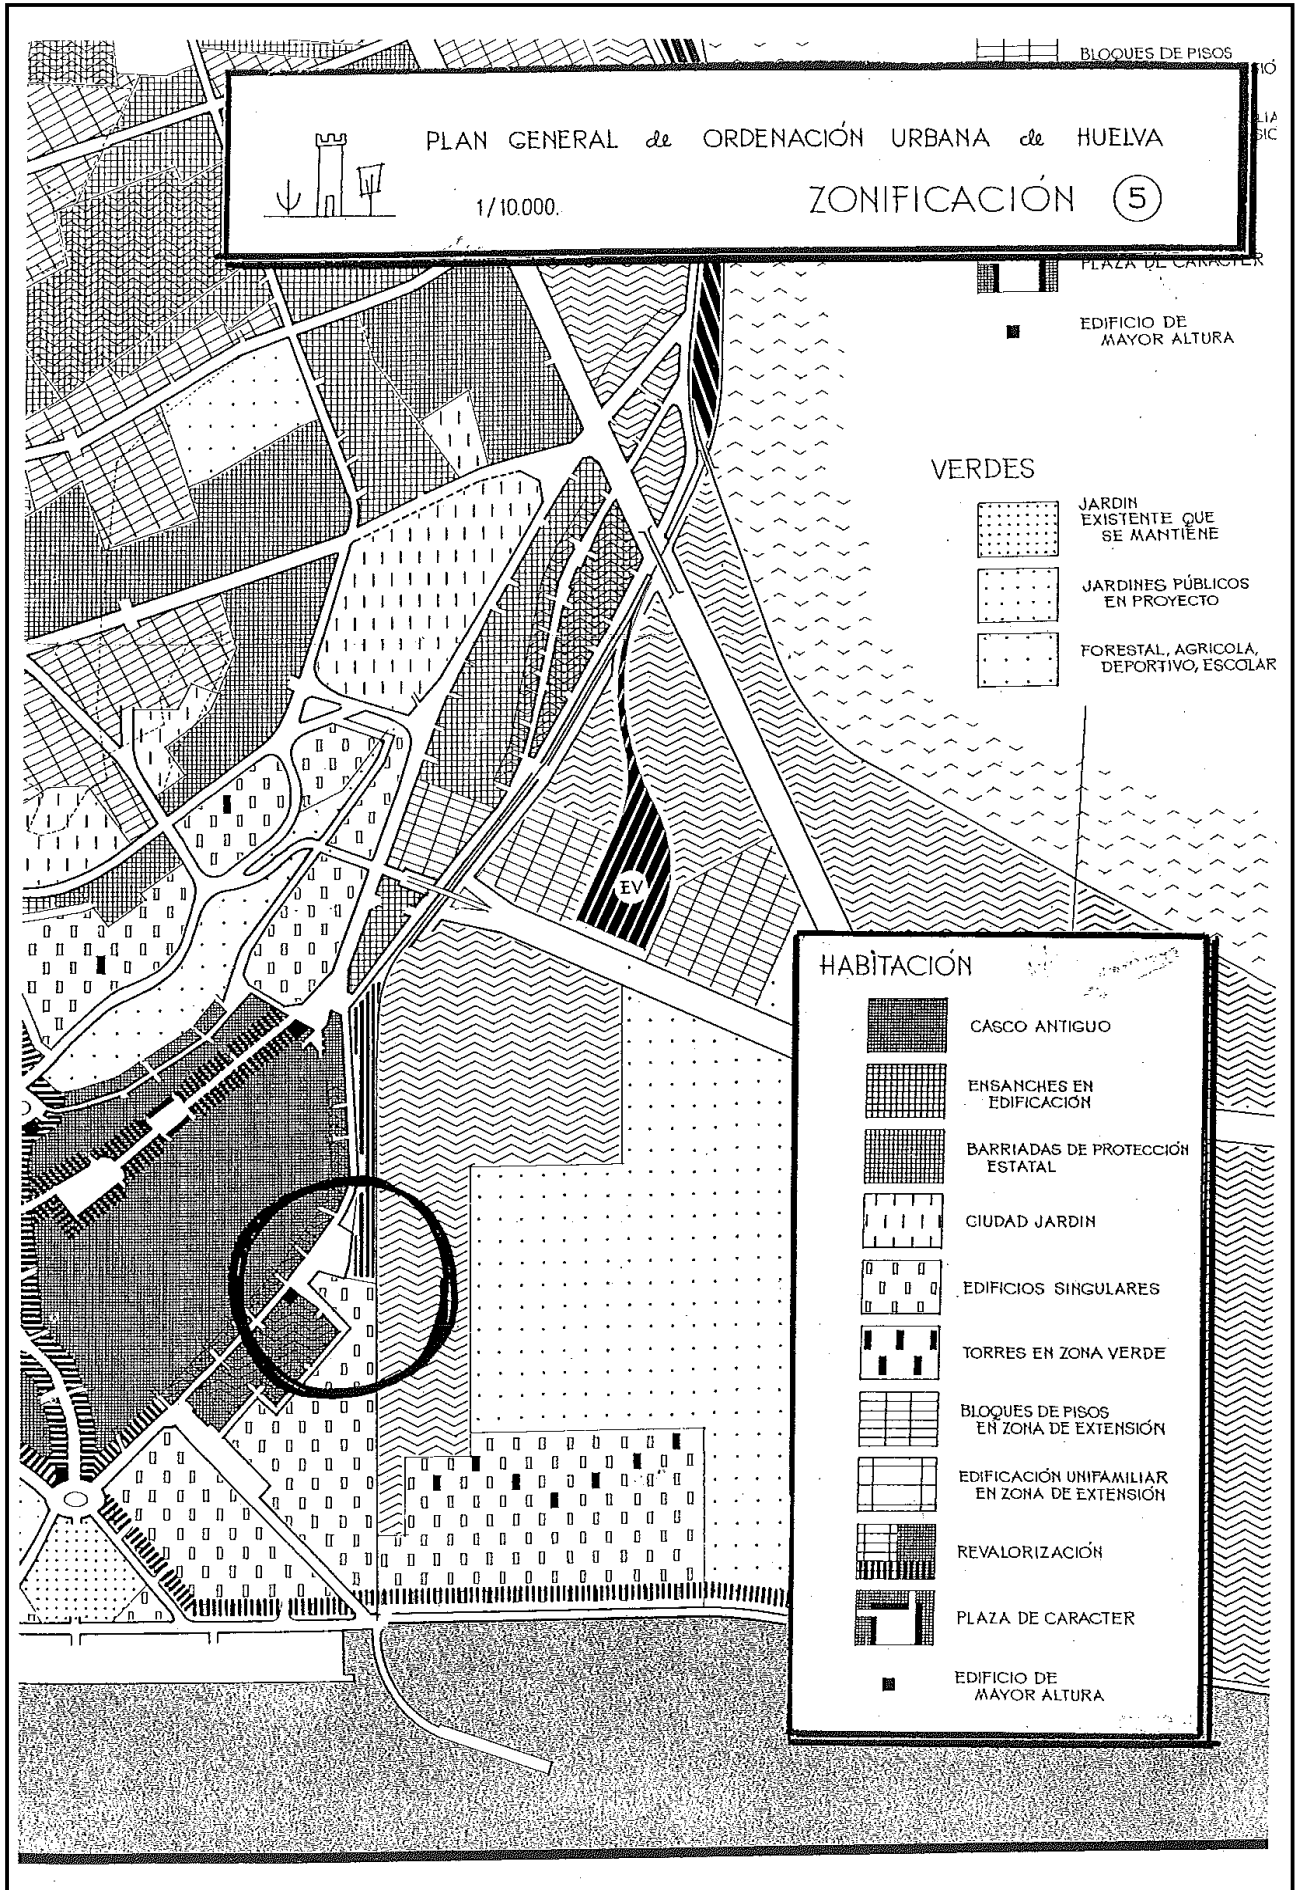 BLOQUES DE PISOS
PLAN GENERAL de ORDENACIÓN URBANA de HUELVA
1/10.000.
ZONIFICACIÓN 5
PLAZA DE CARACTER
EDIFICIO DE
MAYOR ALTURA
VERDES
JARDIN
EXISTENTE QUE
SE MANTIENE
JARDINES PÚBLICOS
EN PROYECTO
FORESTAL, AGRICOLA,
DEPORTIVO, ESCOLAR
EV
HABITACIÓN
CASCO ANTIGUO
ENSANCHES EN
EDIFICACIÓN
BARRIADAS DE PROTECCIÓN
ESTATAL
CIUDAD JARDIN
EDIFICIOS SINGULARES
TORRES EN ZONA VERDE
BLOQUES DE PISOS
EN ZONA DE EXTENSIÓN
EDIFICACIÓN UNIFAMILIAR
EN ZONA DE EXTENSIÓN
REVALORIZACIÓN
PLAZA DE CARACTER
EDIFICIO DE
MAYOR ALTURA